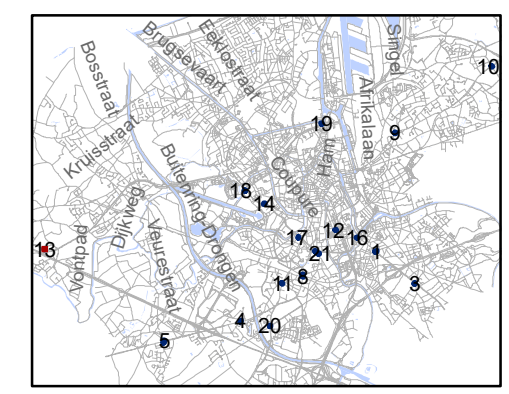 Singel
Eeklostraat
Brugsevaart
Bosstraat
10
Afrikalaan
19
9
Kruisstraat
Ham
Buitenring-Drongen
Coupure
18
14
Dijkweg
12
17
16
1
21
13
Vontpad
Veurestraat
8
11
3
4
20
5